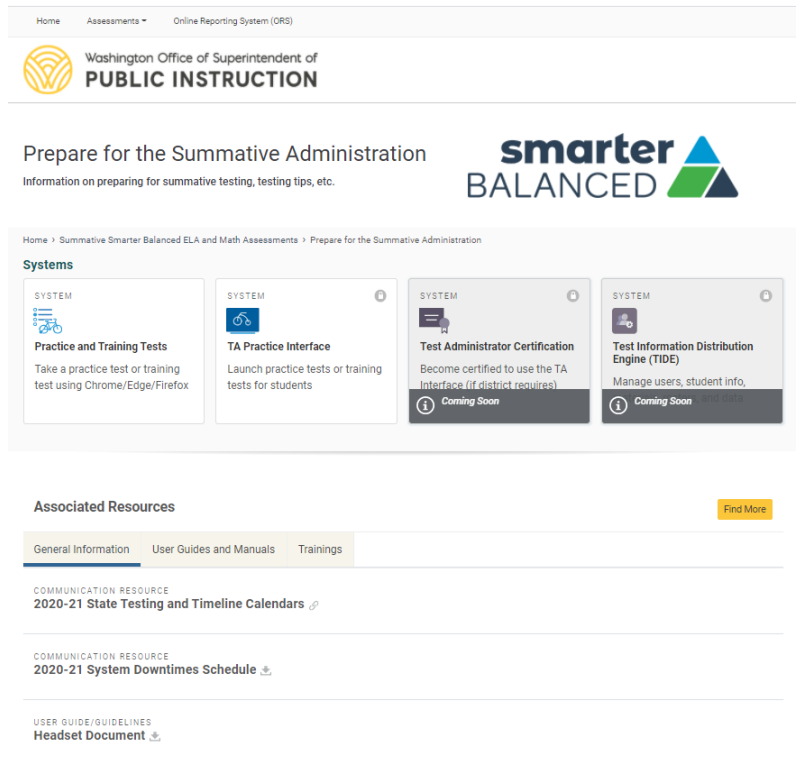 Home Assessments Online Reporting System (ORS)
Washington Office of Superintendent of
PUBLIC INSTRUCTION
Prepare for the Summative Administration
Information on preparing for summative testing, testing tips, etc.
smarter
BALANCED
Home › Summative Smarter Balanced ELA and Math Assessments › Prepare for the Summative Administration
Systems
SYSTEM
Practice and Training Tests
Take a practice test or training
test using Chrome/Edge/Firefox
SYSTEM
TA Practice Interface
Launch practice tests or training
tests for students
SYSTEM
Test Administrator Certification
Become certified to use the TA
Interface (if district requires)
Coming Soon
SYSTEM
Test Information Distribution
Engine (TIDE)
Manage users, student info,
and data
Coming Soon
Associated Resources
Find More
General Information User Guides and Manuals Trainings
COMMUNICATION RESOURCE
2020-21 State Testing and Timeline Calendars
COMMUNICATION RESOURCE
2020-21 System Downtimes Schedule
USER GUIDE/GUIDELINES
Headset Document